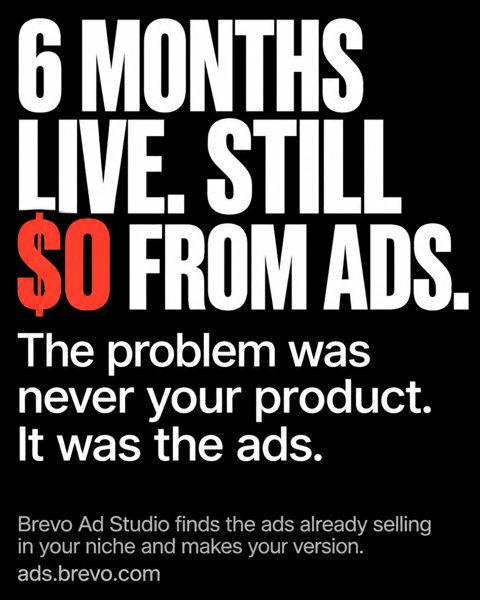 6 MONTHS
LIVE. STILL
$0 FROM ADS.
The problem was
never your product.
It was the ads.
Brevo Ad Studio finds the ads already selling
in your niche and makes your version.
ads.brevo.com